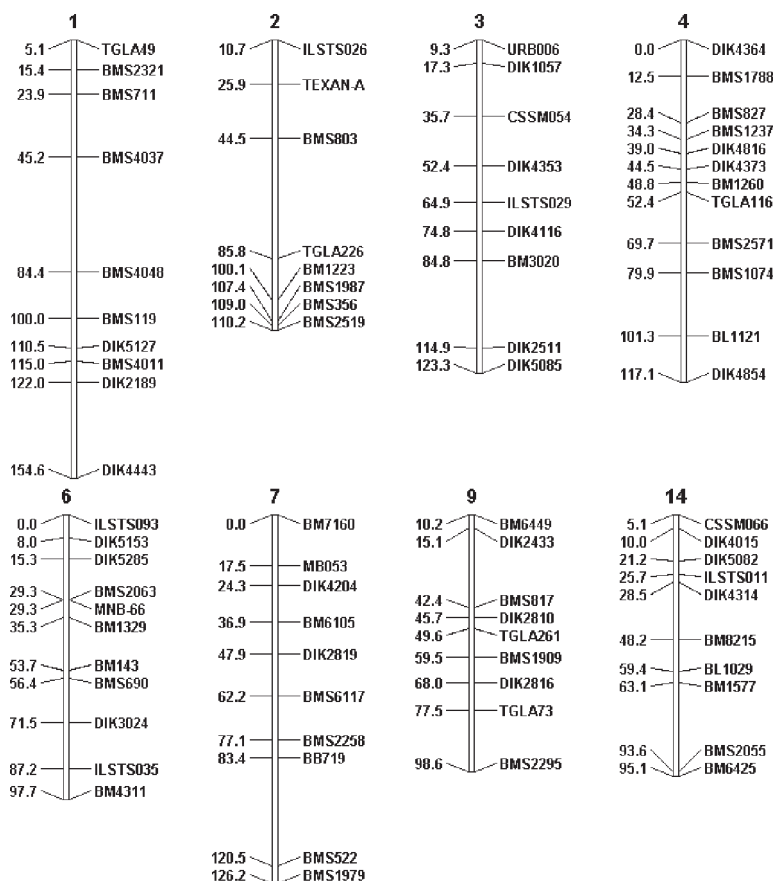 1
5.1 TGLA49
15.4 BMS2321
23.9 BMS711
45.2 BMS4037
84.4 BMS4048
100.0 BMS119
110.5 DIK5127
115.0 BMS4011
122.0 DIK2189
154.6 DIK4443
2
10.7 ILSTS026
25.9 TEXAN-A
44.5 BMS803
85.8 TGLA226
100.1 BM1223
107.4 BMS1987
109.0 BMS356
110.2 BMS2519
3
9.3 URB006
17.3 DIK1057
35.7 CSSM054
52.4 DIK4353
64.9 ILSTS029
74.8 DIK4116
84.8 BM3020
114.9 DIK2511
123.3 DIK5085
4
0.0 DIK4364
12.5 BMS1788
28.4 BMS827
34.3 BMS1237
39.0 DIK4816
44.5 DIK4373
48.8 BM1260
52.4 TGLA116
69.7 BMS2571
79.9 BMS1074
101.3 BL1121
117.1 DIK4854
6
0.0 ILSTS093
8.0 DIK5153
15.3 DIK5285
29.3 BMS2063
29.3 MNB-66
35.3 BM1329
53.7 BM143
56.4 BMS690
71.5 DIK3024
87.2 ILSTS035
97.7 BM4311
7
0.0 BM7160
17.5 MB053
24.3 DIK4204
36.9 BM6105
47.9 DIK2819
62.2 BMS6117
77.1 BMS2258
83.4 BB719
120.5 BMS522
126.2 BMS1979
9
10.2 BM6449
15.1 DIK2433
42.4 BMS817
45.7 DIK2810
49.6 TGLA261
59.5 BMS1909
68.0 DIK2816
77.5 TGLA73
98.6 BMS2295
14
5.1 CSSM066
10.0 DIK4015
21.2 DIK5082
25.7 ILSTS011
28.5 DIK4314
48.2 BM8215
59.4 BL1029
63.1 BM1577
93.6 BMS2055
95.1 BM6425